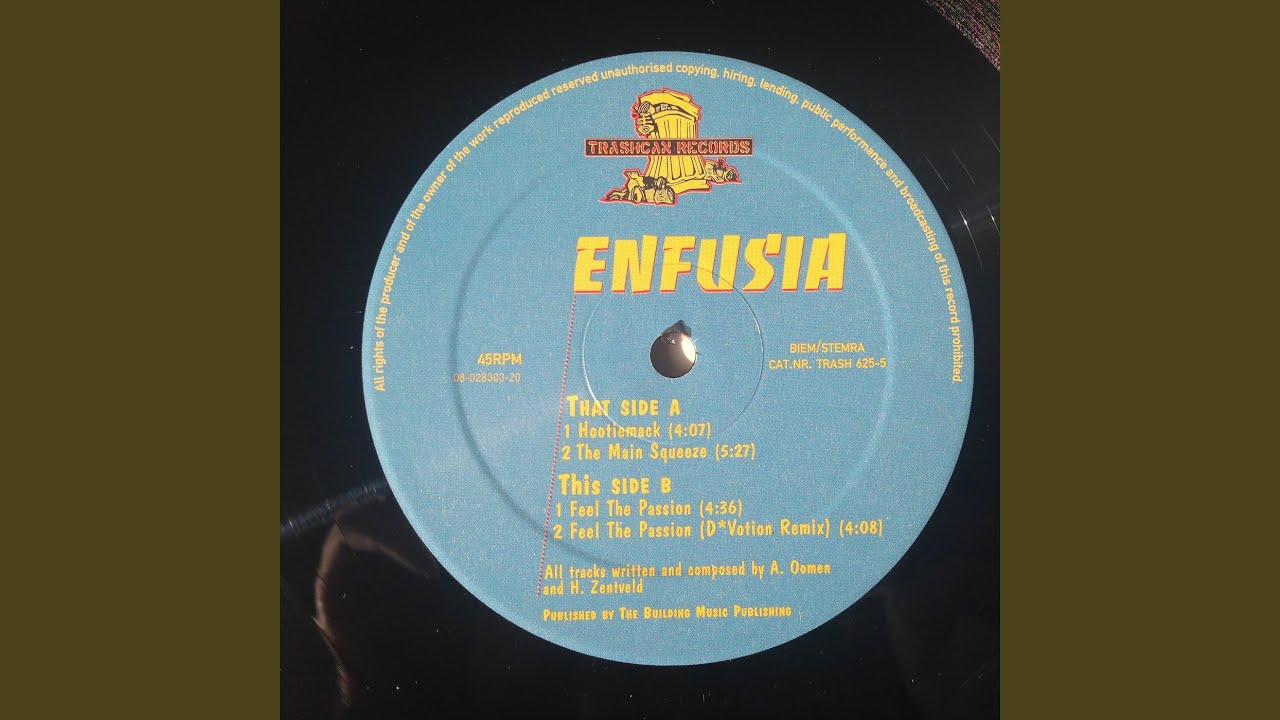 All rights of the producer and of the owner of the work reproduced reserved unauthorised copying, hiring, lending, public performance and broadcasting of this record prohibited.
TRASHCAN RECORDS
ENFUSIA
45RPM
08-028303-20
BIEM/STEMRA
CAT.NR. TRASH 625-5
THAT SIDE A
1 Hootiemack (4:07)
2 The Main Squeeze (5:27)
This SIDE B
1 Feel The Passion (4:36)
2 Feel The Passion (D*Votion Remix) (4:08)
All tracks written and composed by A. Oomen
and H. Zentveld
PUBLISHED BY THE BUILDING MUSIC PUBLISHING